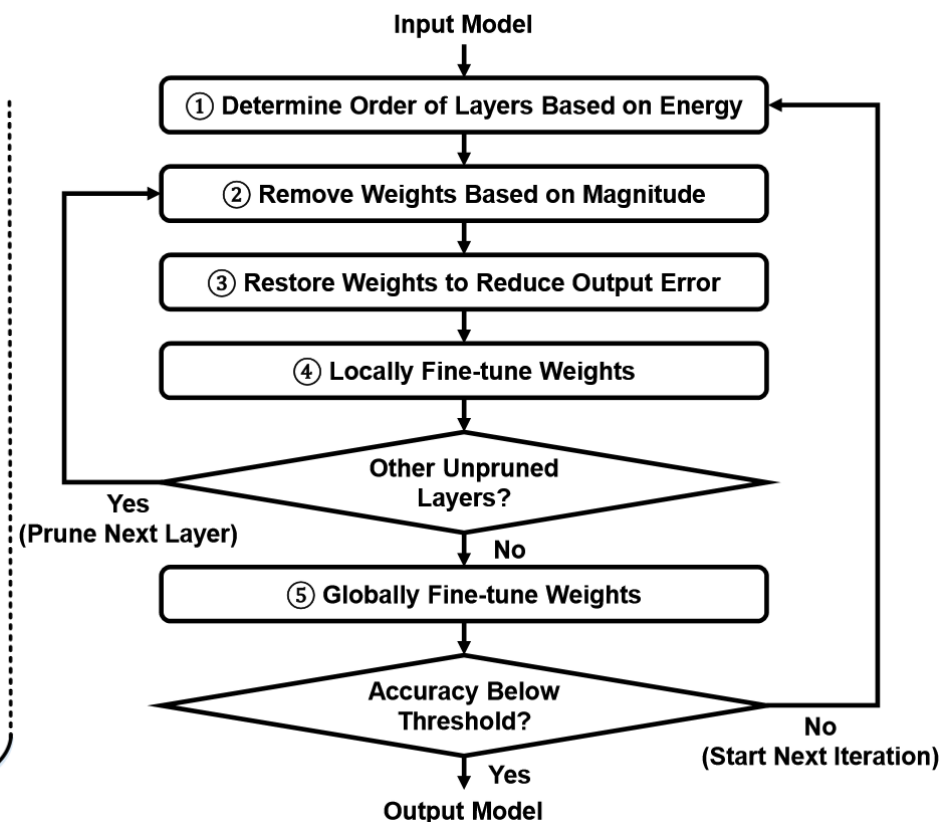 Input Model
① Determine Order of Layers Based on Energy
② Remove Weights Based on Magnitude
③ Restore Weights to Reduce Output Error
④ Locally Fine-tune Weights
Other Unpruned
Layers?
Yes
(Prune Next Layer)
No
⑤ Globally Fine-tune Weights
Accuracy Below
Threshold?
No
(Start Next Iteration)
Yes
Output Model